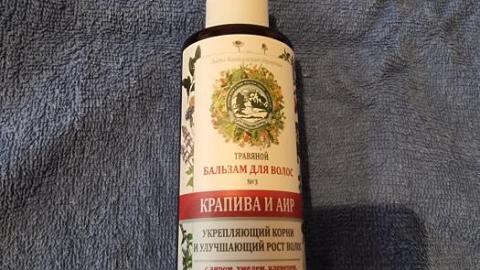 ТРАВЯНОЙ
БАЛЬЗАМ ДЛЯ ВОЛОС
№3
КРАПИВА И АИР
УКРЕПЛЯЮЩИЙ КОРНИ
И УЛУЧШАЮЩИЙ РОСТ ВОЛОС